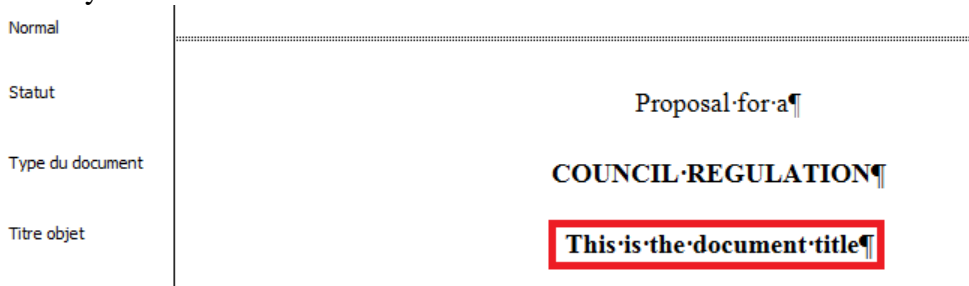 Normal
Statut
Proposal·for·a¶
Type du document
COUNCIL·REGULATION¶
Titre objet
This·is·the·document·title¶